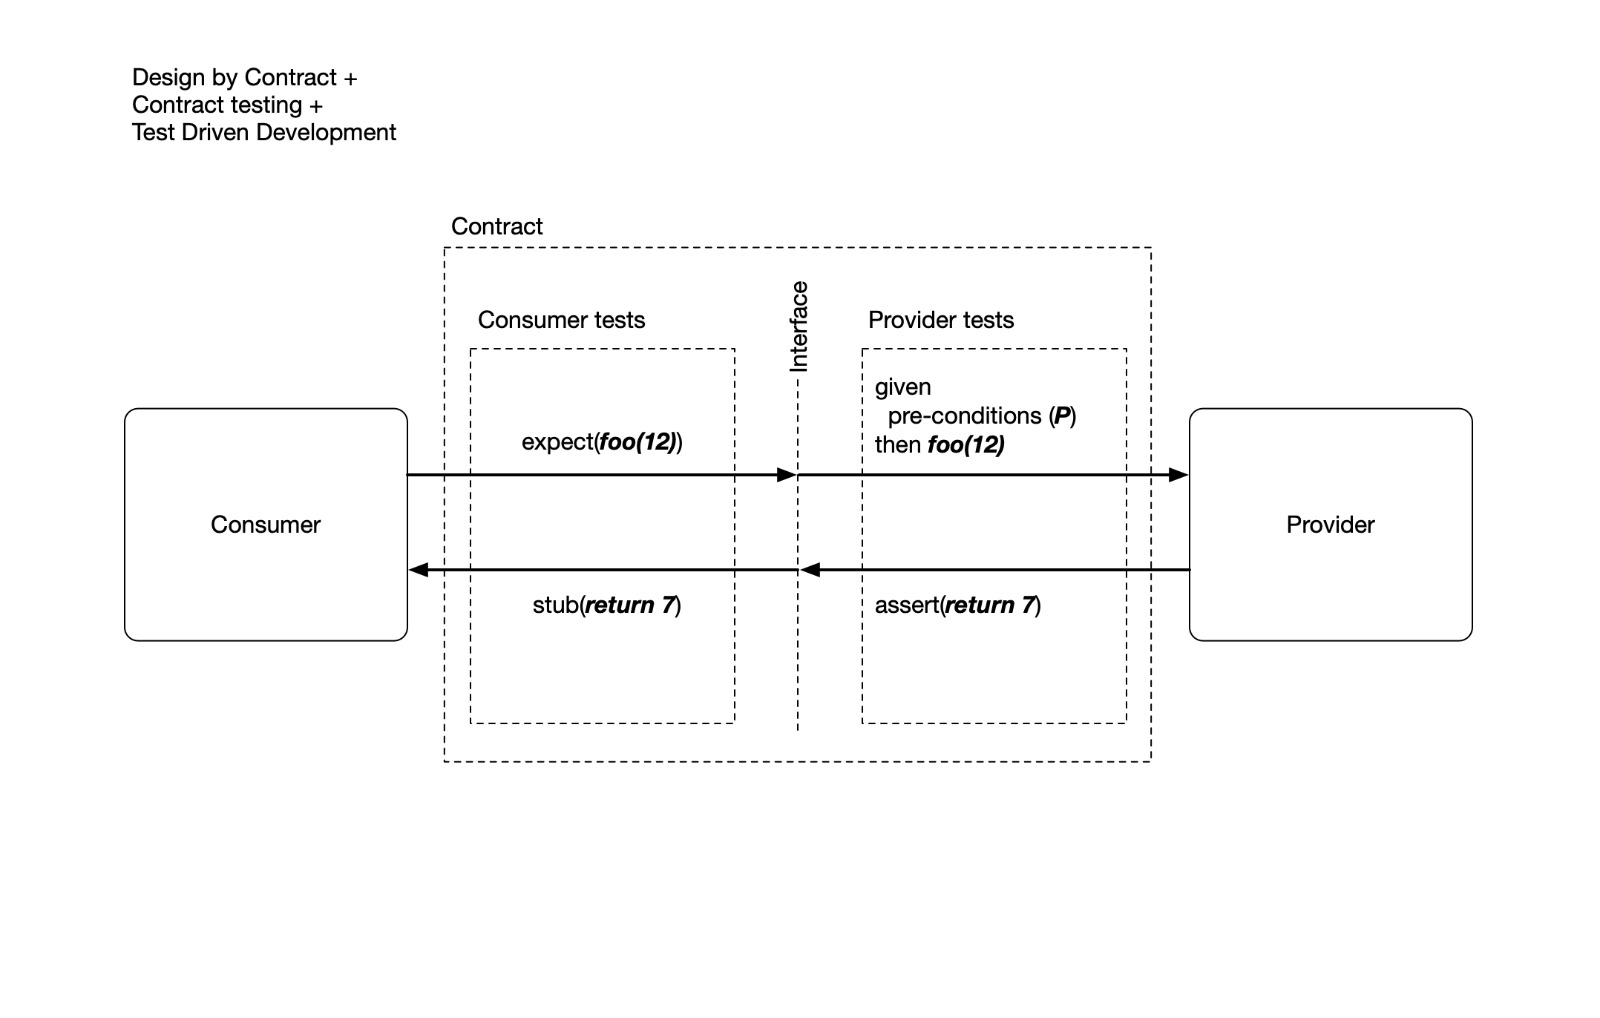 Design by Contract +
Contract testing +
Test Driven Development
Contract
Interface
Consumer tests
Provider tests
given
pre-conditions (P)
then foo(12)
expect(foo(12))
Consumer
Provider
stub(return 7)
assert(return 7)